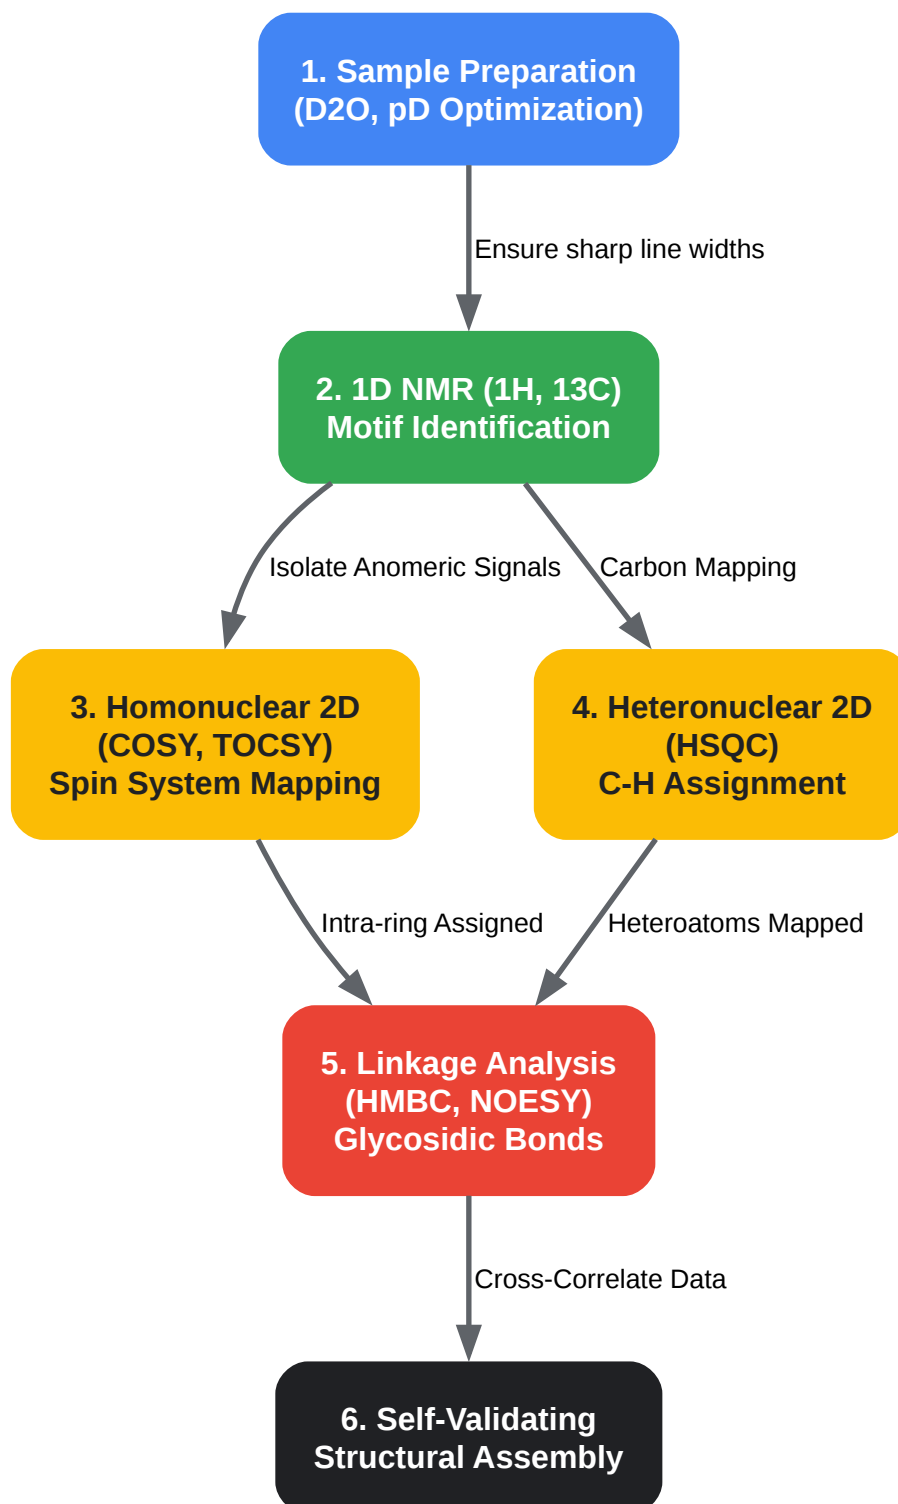 1. Sample Preparation
(D2O, pD Optimization)
Ensure sharp line widths
2. 1D NMR (1H, 13C)
Motif Identification
Isolate Anomeric Signals
Carbon Mapping
3. Homonuclear 2D
(COSY, TOCSY)
Spin System Mapping
4. Heteronuclear 2D
(HSQC)
C-H Assignment
Intra-ring Assigned
Heteroatoms Mapped
5. Linkage Analysis
(HMBC, NOESY)
Glycosidic Bonds
Cross-Correlate Data
6. Self-Validating
Structural Assembly